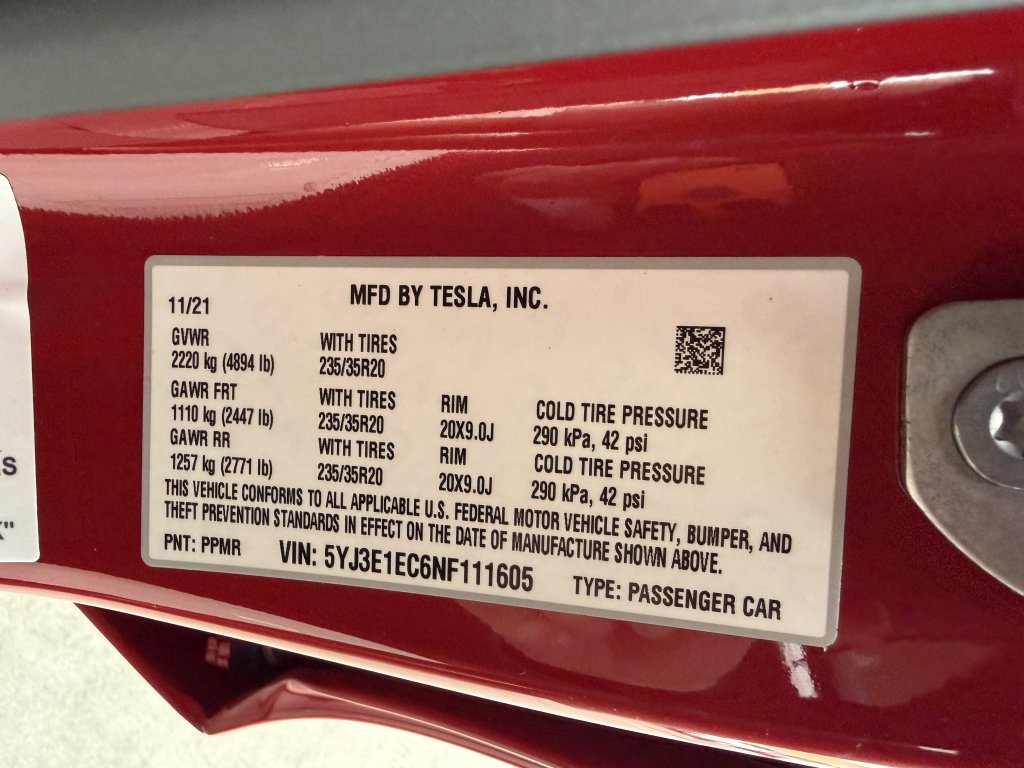 MFD BY TESLA, INC.
11/21
GVWR
2220 kg (4894 lb)
WITH TIRES
235/35R20
GAWR FRT
1110 kg (2447 lb)
WITH TIRES
235/35R20
RIM
20X9.0J
COLD TIRE PRESSURE
290 kPa, 42 psi
GAWR RR
1257 kg (2771 lb)
WITH TIRES
235/35R20
RIM
20X9.0J
COLD TIRE PRESSURE
290 kPa, 42 psi
THIS VEHICLE CONFORMS TO ALL APPLICABLE U.S. FEDERAL MOTOR VEHICLE SAFETY, BUMPER, AND
THEFT PREVENTION STANDARDS IN EFFECT ON THE DATE OF MANUFACTURE SHOWN ABOVE.
PNT: PPMR
VIN: 5YJ3E1EC6NF111605
TYPE: PASSENGER CAR